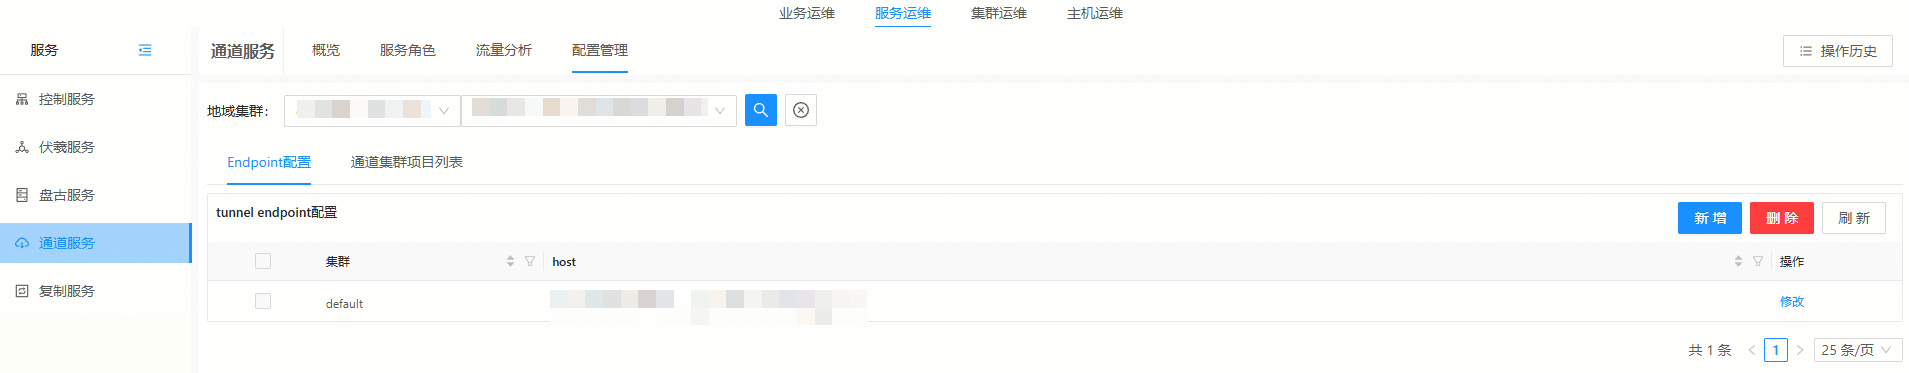 业务运维 服务运维 集群运维 主机运维
服务 通道服务 概览 服务角色 流量分析 配置管理 操作历史
控制服务
伏羲服务
盘古服务
通道服务
复制服务
地域集群：
Endpoint配置 通道集群项目列表
tunnel endpoint配置 新增 删除 刷新
集群 host 操作
default 修改
共 1 条 1 25 条/页